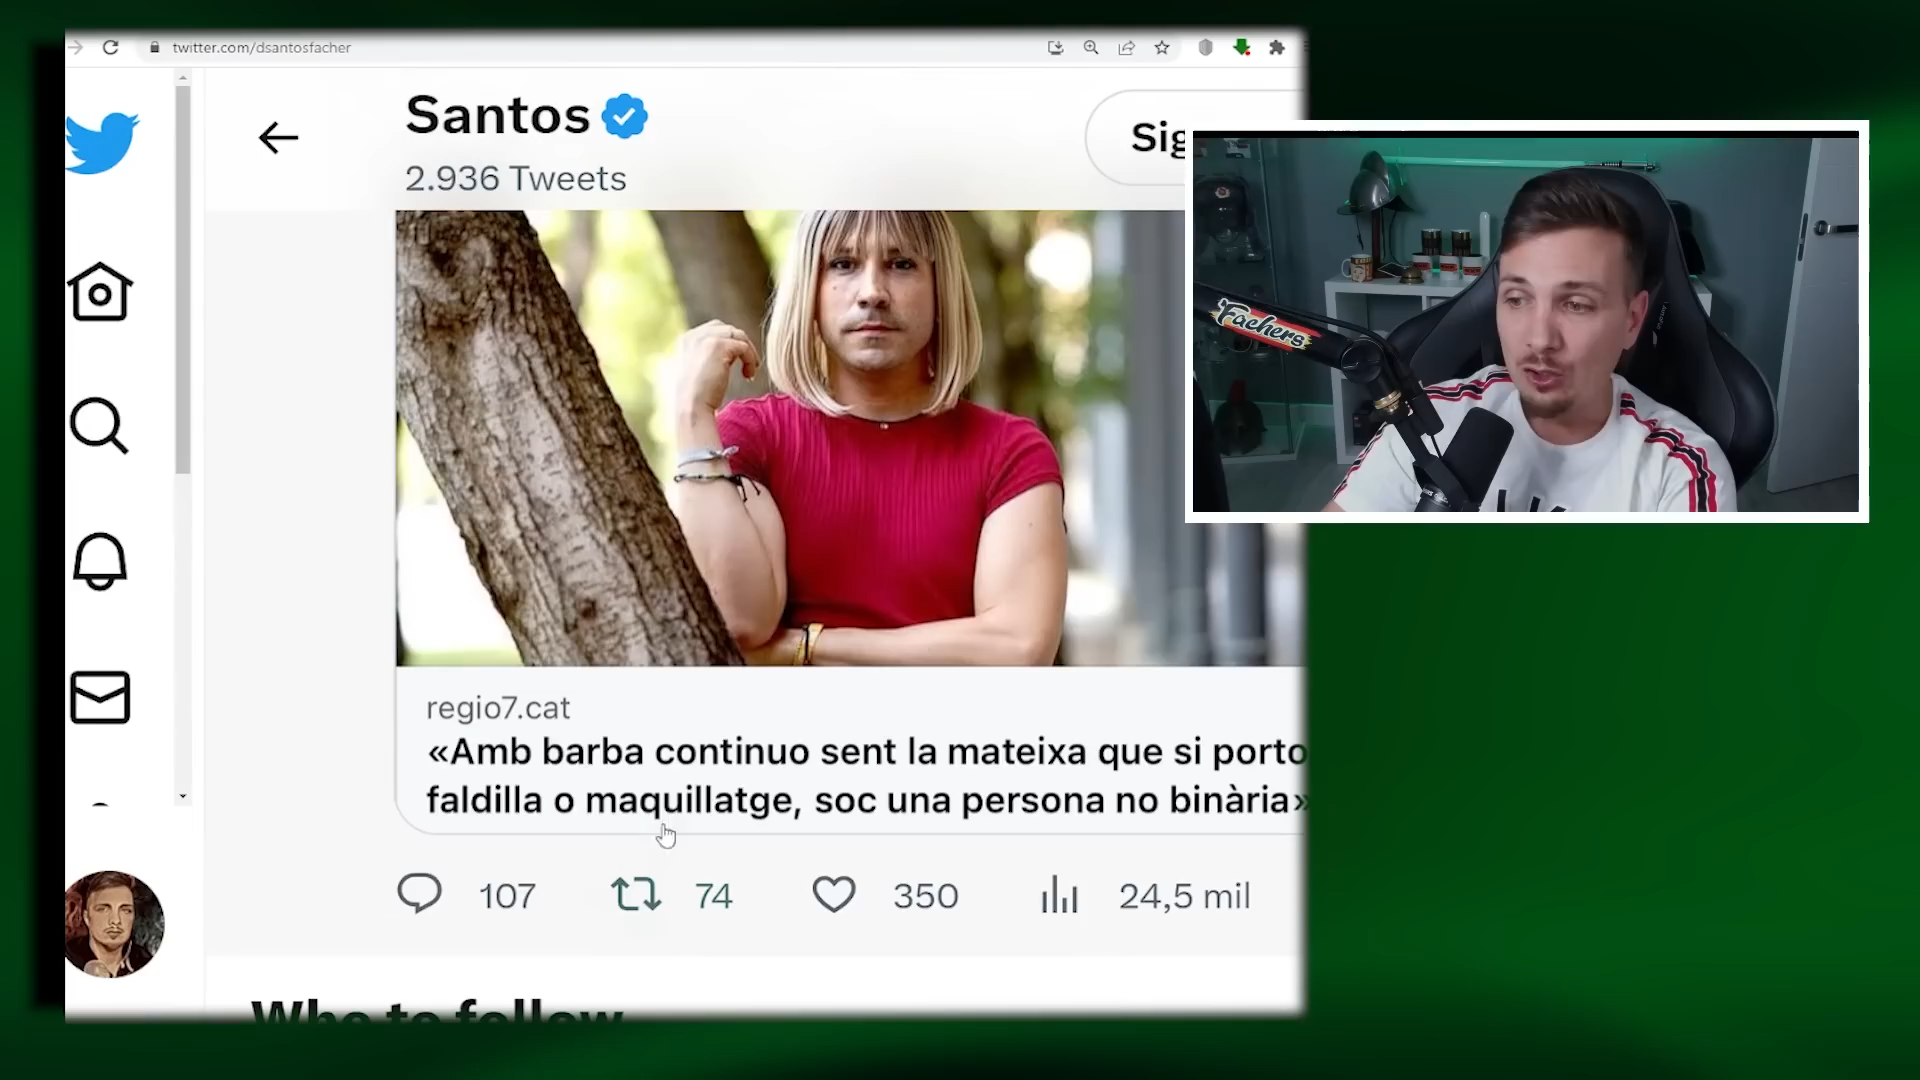 twitter.com/dsantosfacher
Santos
2.936 Tweets
Sig
Fachers
regio7.cat
«Amb barba continuo sent la mateixa que si porto
faldilla o maquillatge, soc una persona no binària»
107
74
350
24,5 mil
Who to follow